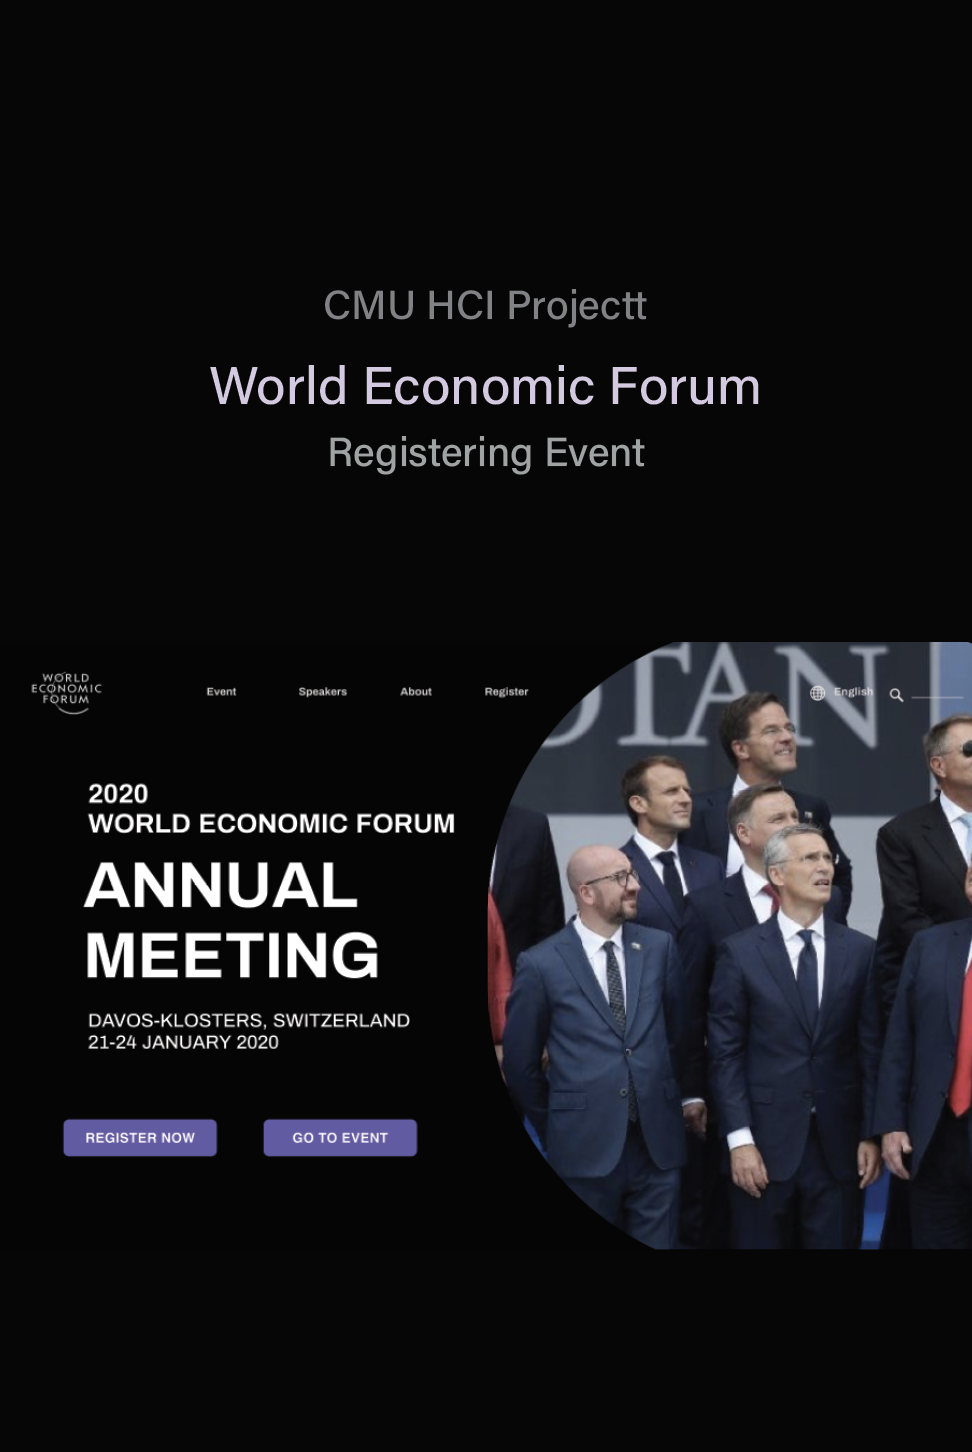 CMU HCI Projectt
World Economic Forum
Registering Event
WORLD
ECONOMIC
FORUM
Event Speakers About Register
English
2020
WORLD ECONOMIC FORUM
ANNUAL
MEETING
DAVOS-KLOSTERS, SWITZERLAND
21-24 JANUARY 2020
REGISTER NOW GO TO EVENT